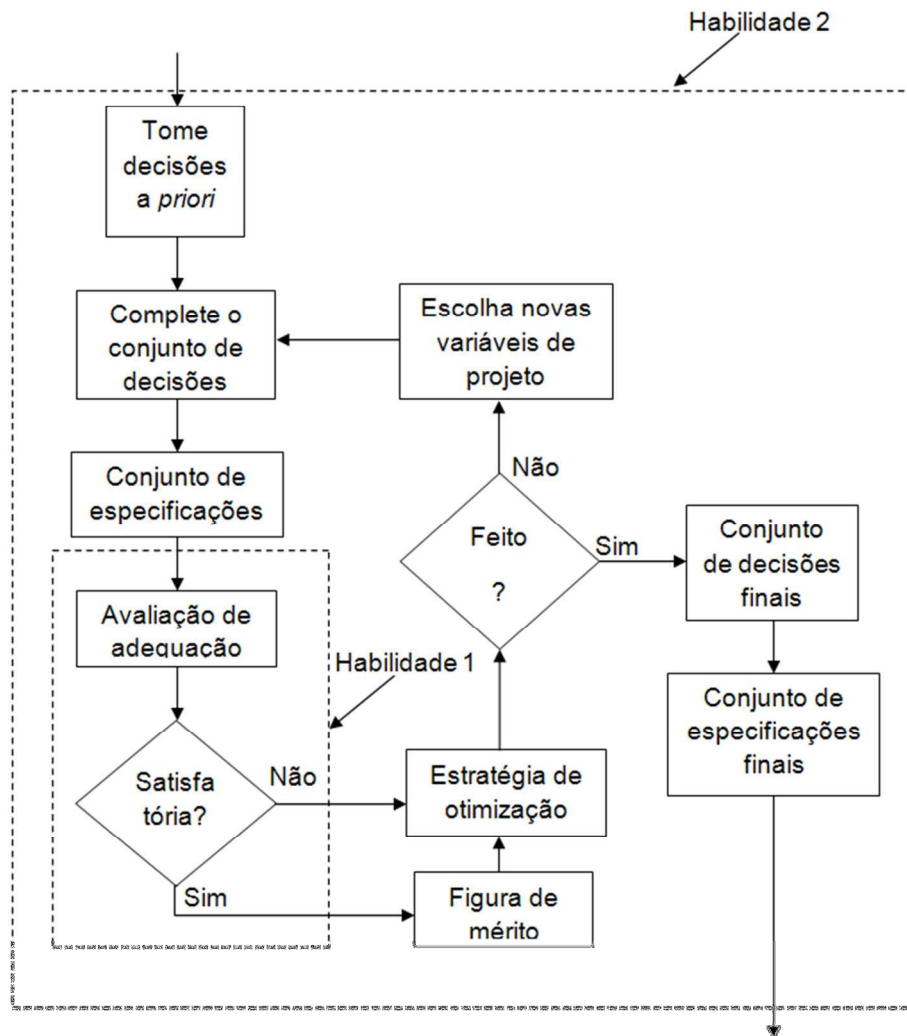 Habilidade 2
Tome
decisões
a priori
Complete o
conjunto de
decisões
Escolha novas
variáveis de
projeto
Conjunto de
especificações
Não
Feito
?
Sim
Conjunto
de decisões
finais
Avaliação de
adequação
Habilidade 1
Conjunto de
especificações
finais
Satisfa
tória?
Não
Estratégia de
otimização
Sim
Figura de
mérito